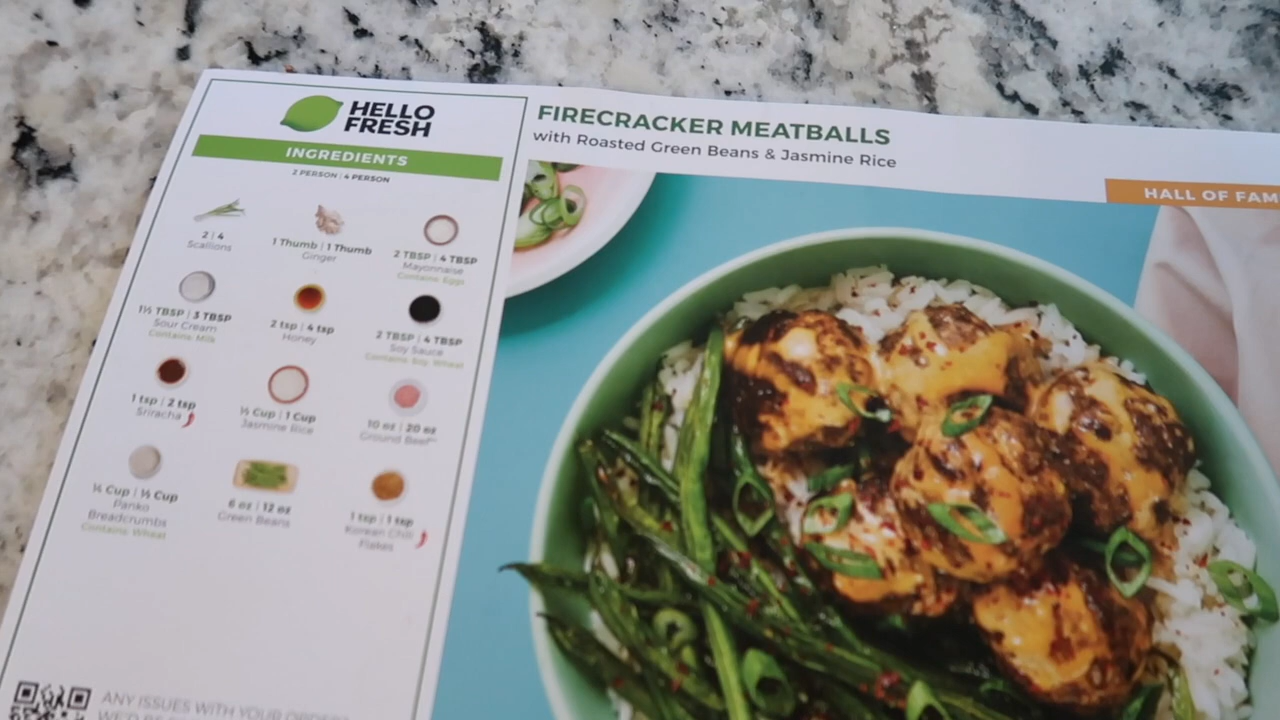 HELLO
FRESH
INGREDIENTS
2 PERSON | 4 PERSON
2 | 4
Scallions
1 Thumb | 1 Thumb
Ginger
2 TBSP | 4 TBSP
Mayonnaise
Contains: Eggs
1½ TBSP | 3 TBSP
Sour Cream
Contains: Milk
2 tsp | 4 tsp
Honey
2 TBSP | 4 TBSP
Soy Sauce
Contains: Soy, Wheat
1 tsp | 2 tsp
Sriracha
½ Cup | 1 Cup
Jasmine Rice
10 oz | 20 oz
Ground Beef**
¼ Cup | ½ Cup
Panko
Breadcrumbs
Contains: Wheat
6 oz | 12 oz
Green Beans
1 tsp | 1 tsp
Korean Chili
Flakes
ANY ISSUES WITH YOUR ORDER?
FIRECRACKER MEATBALLS
with Roasted Green Beans & Jasmine Rice
HALL OF FAM